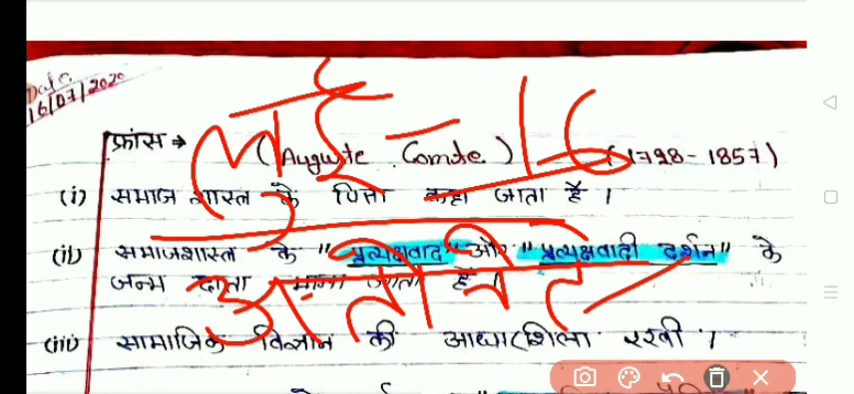 Date
16/07/2020
फ्रांस → (Auguste Comte) (1798-1857)
(i) समाज शास्त्र के पिता कहा जाता है ।
(ii) समाजशास्त्र के "प्रत्यक्षवाद" और "प्रत्यक्षवादी दर्शन" के
जन्म दाता माना जाता है ।
(iii) सामाजिक विज्ञान की आधारशिला रखी ।
लुई - 16